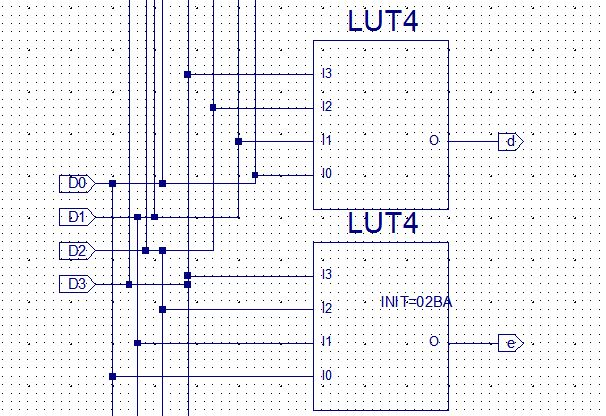 LUT4
I3
I2
I1
O
d
I0
D0
D1
LUT4
D2
I3
D3
INIT=02BA
I2
I1
O
e
I0